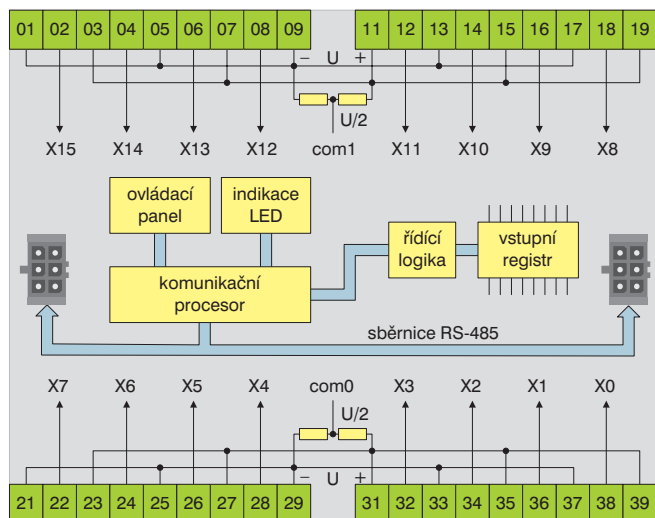 01 02 03 04 05 06 07 08 09 11 12 13 14 15 16 17 18 19
− U +
U/2
X15 X14 X13 X12 com1 X11 X10 X9 X8
ovládací
panel
indikace
LED
řídící
logika
vstupní
registr
komunikační
procesor
sběrnice RS-485
X7 X6 X5 X4 com0 X3 X2 X1 X0
U/2
− U +
21 22 23 24 25 26 27 28 29 31 32 33 34 35 36 37 38 39